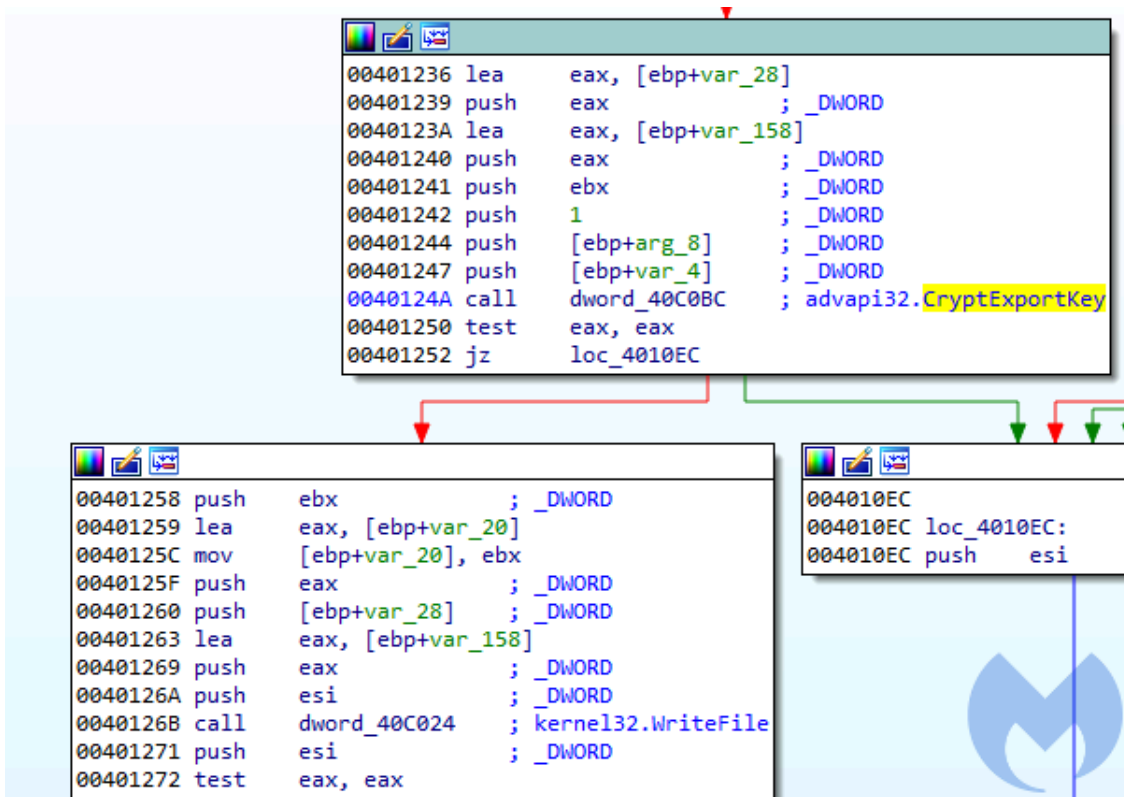 00401236 lea eax, [ebp+var_28]
00401239 push eax ; _DWORD
0040123A lea eax, [ebp+var_158]
00401240 push eax ; _DWORD
00401241 push ebx ; _DWORD
00401242 push 1 ; _DWORD
00401244 push [ebp+arg_8] ; _DWORD
00401247 push [ebp+var_4] ; _DWORD
0040124A call dword_40C0BC ; advapi32.CryptExportKey
00401250 test eax, eax
00401252 jz loc_4010EC
00401258 push ebx ; _DWORD
00401259 lea eax, [ebp+var_20]
0040125C mov [ebp+var_20], ebx
0040125F push eax ; _DWORD
00401260 push [ebp+var_28] ; _DWORD
00401263 lea eax, [ebp+var_158]
00401269 push eax ; _DWORD
0040126A push esi ; _DWORD
0040126B call dword_40C024 ; kernel32.WriteFile
00401271 push esi ; _DWORD
00401272 test eax, eax
004010EC
004010EC loc_4010EC:
004010EC push esi